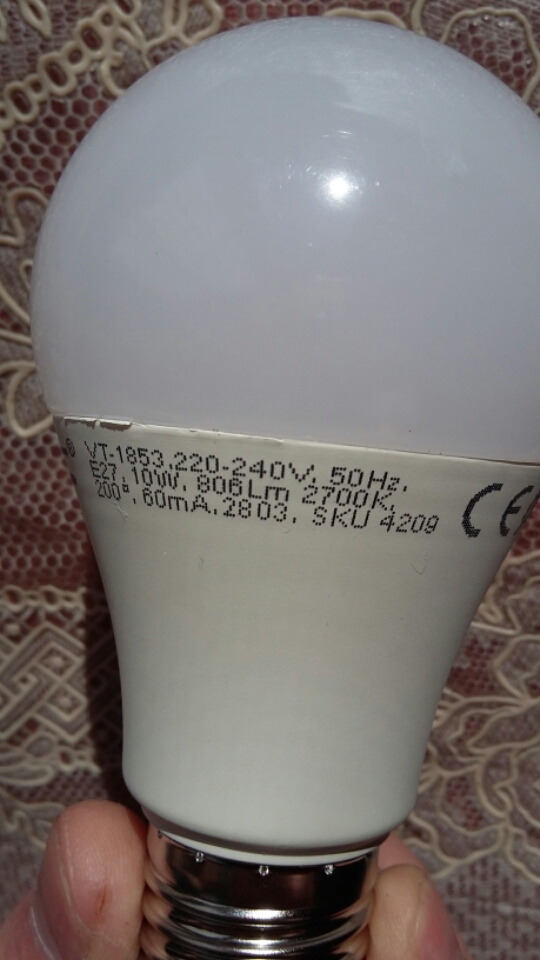 ® VT-1853,220-240V, 50Hz,
E27, 10W, 806Lm 2700K,
200°, 60mA, 2803, SKU 4209
CE